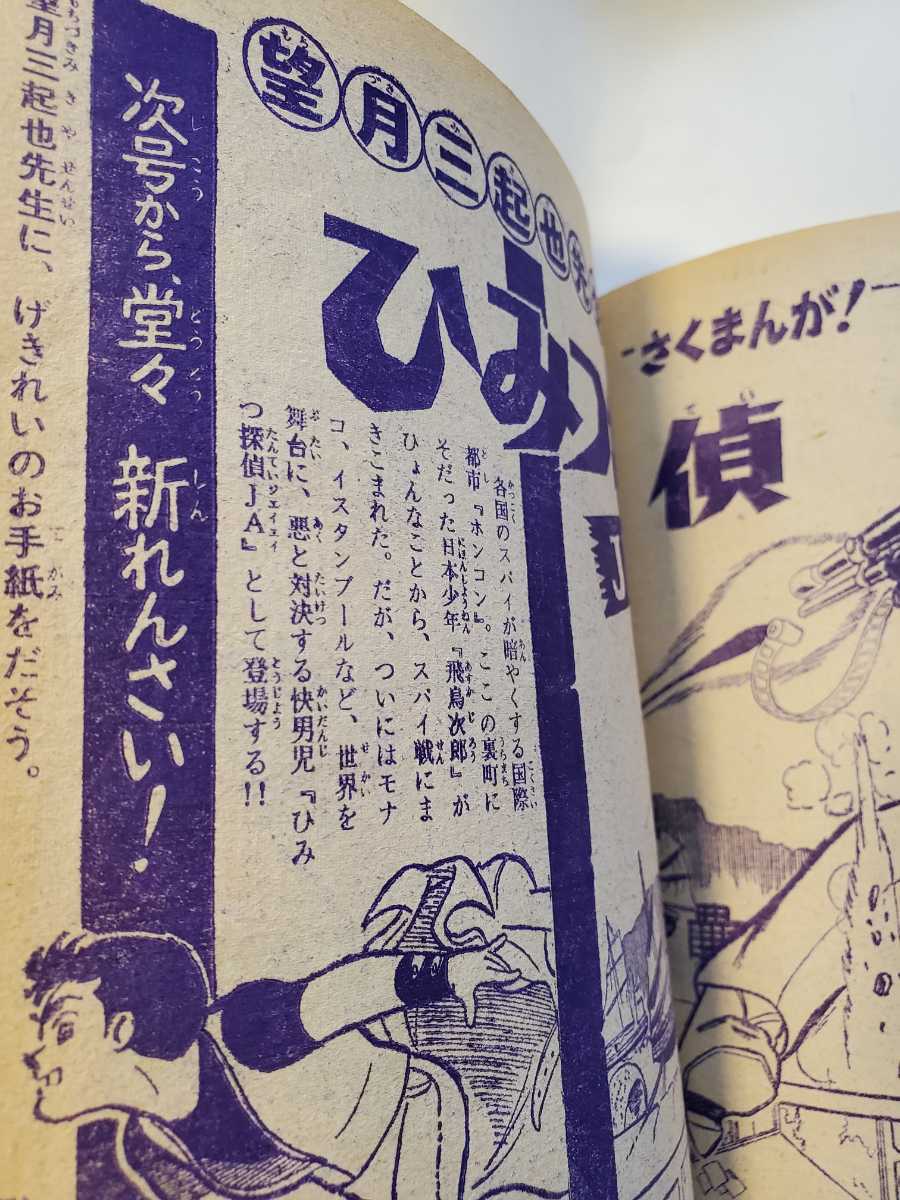 望月三起也先
ひみつ
J
さくまんが!
偵
各国のスパイが暗やくする国際
都市『ホンコン』。ここの裏町に
そだった日本少年『飛鳥次郎』が
ひょんなことから、スパイ戦にま
きこまれた。だが、ついにはモナ
コ、イスタンブールなど、世界を
舞台に、悪と対決する快男児『ひみ
つ探偵JA』として登場する!!
次号から、堂々新れんさい!
望月三起也先生に、げきれいのお手紙をだそう。